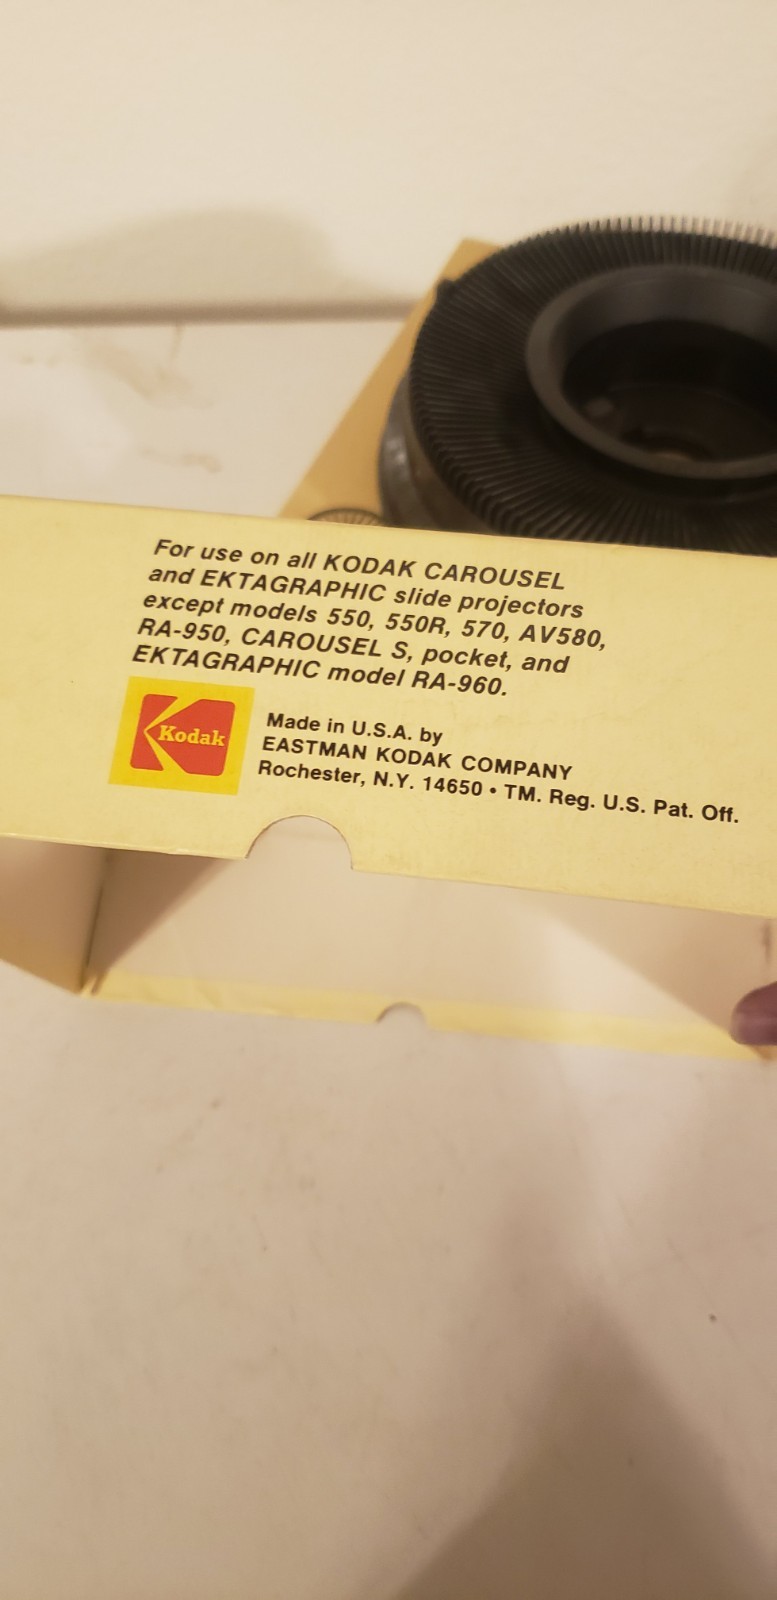 For use on all KODAK CAROUSEL
and EKTAGRAPHIC slide projectors
except models 550, 550R, 570, AV580,
RA-950, CAROUSEL S, pocket, and
EKTAGRAPHIC model RA-960.
Kodak
Made in U.S.A. by
EASTMAN KODAK COMPANY
Rochester, N.Y. 14650 • TM. Reg. U.S. Pat. Off.